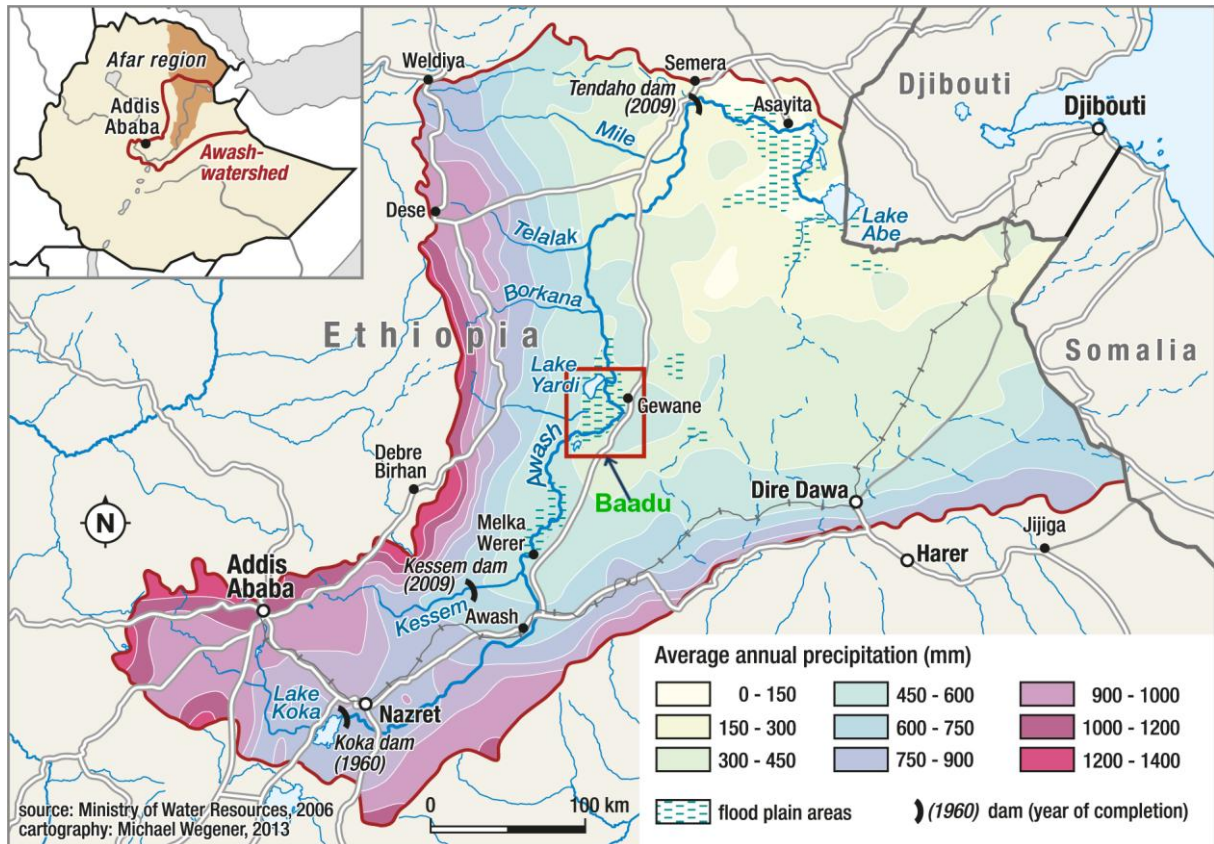 Afar region
Addis
Ababa
Awash-
watershed
Weldiya
Semera
Tendaho dam
(2009)
Asayita
Djibouti
Djibouti
Mile
Dese
Lake
Abe
Telalak
Borkana
Ethiopia
Somalia
Lake
Yardi
Gewane
Awash
Debre
Birhan
Baadu
Dire Dawa
N
Melka
Werer
Jijiga
Harer
Addis
Ababa
Kessem dam
(2009)
Kessem
Awash
Lake
Koka
Nazret
Koka dam
(1960)
Average annual precipitation (mm)
0 - 150
450 - 600
900 - 1000
150 - 300
600 - 750
1000 - 1200
300 - 450
750 - 900
1200 - 1400
flood plain areas
(1960) dam (year of completion)
source: Ministry of Water Resources, 2006
cartography: Michael Wegener, 2013
0 100 km